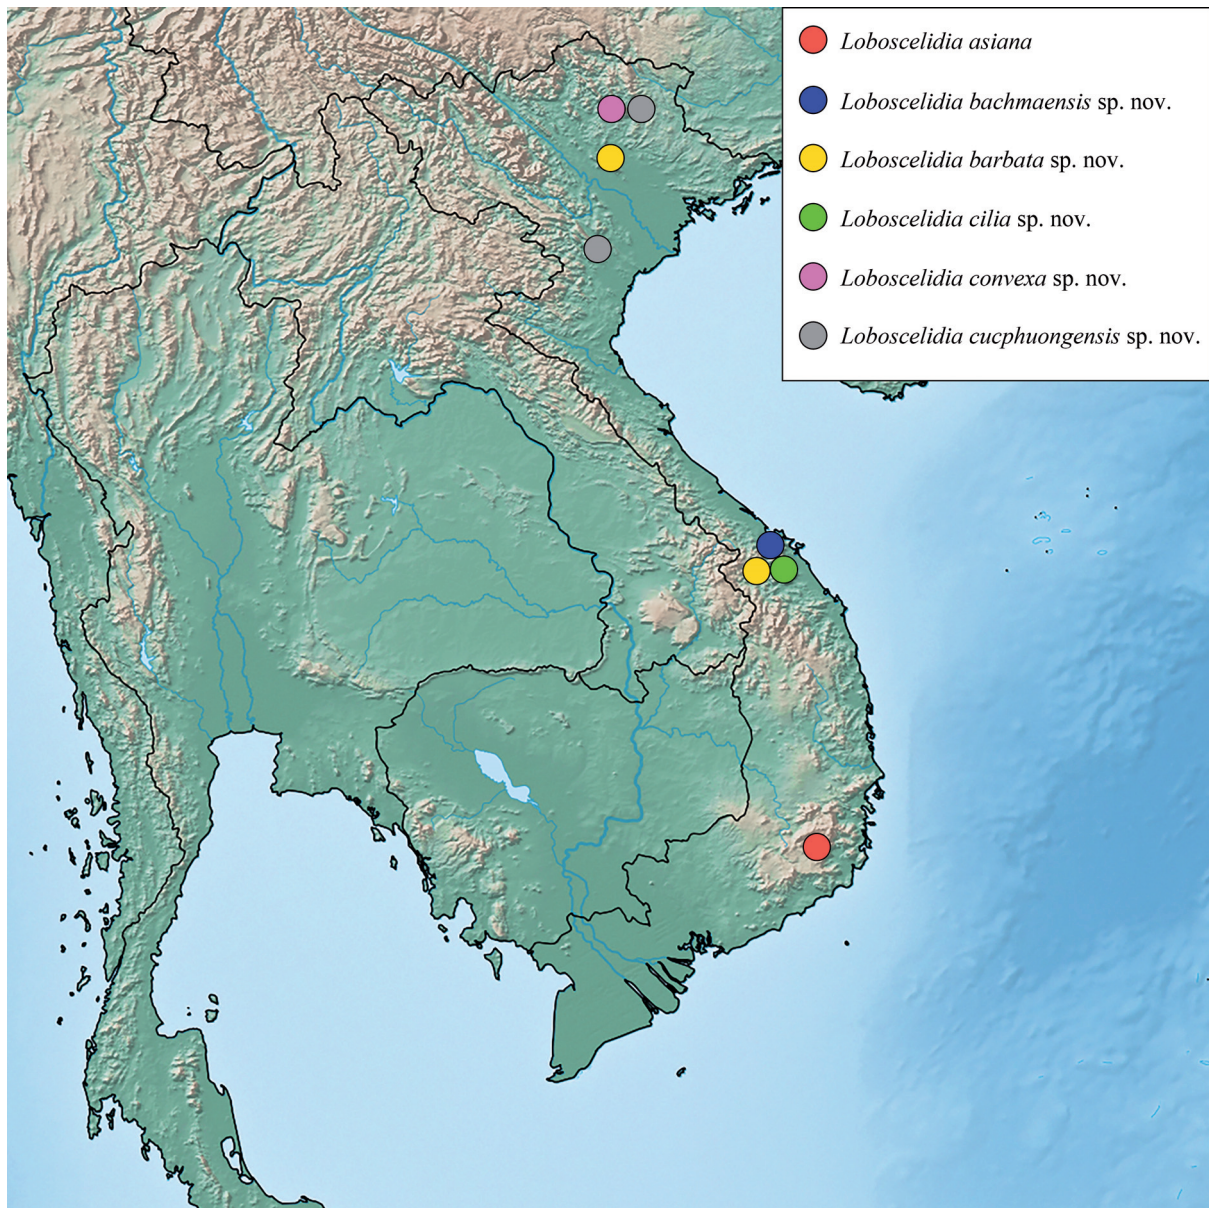 Loboscelidia asiana
Loboscelidia bachmaensis sp. nov.
Loboscelidia barbata sp. nov.
Loboscelidia cilia sp. nov.
Loboscelidia convexa sp. nov.
Loboscelidia cucphuongensis sp. nov.